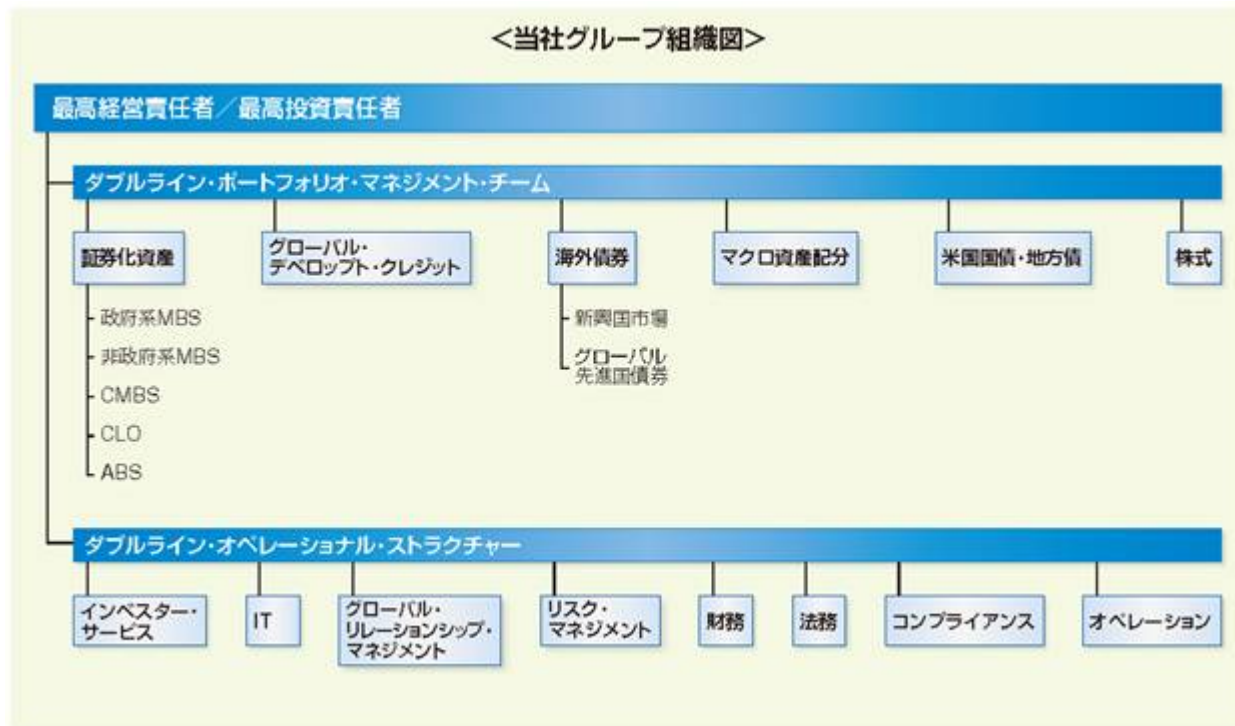 ＜当社グループ組織図＞
最高経営責任者／最高投資責任者
ダブルライン・ポートフォリオ・マネジメント・チーム
証券化資産
グローバル・
デベロップト・クレジット
海外債券
マクロ資産配分
米国国債・地方債
株式
政府系MBS
非政府系MBS
CMBS
CLO
ABS
新興国市場
グローバル
先進国債券
ダブルライン・オペレーショナル・ストラクチャー
インベスター・
サービス
IT
グローバル・
リレーションシップ・
マネジメント
リスク・
マネジメント
財務
法務
コンプライアンス
オペレーション